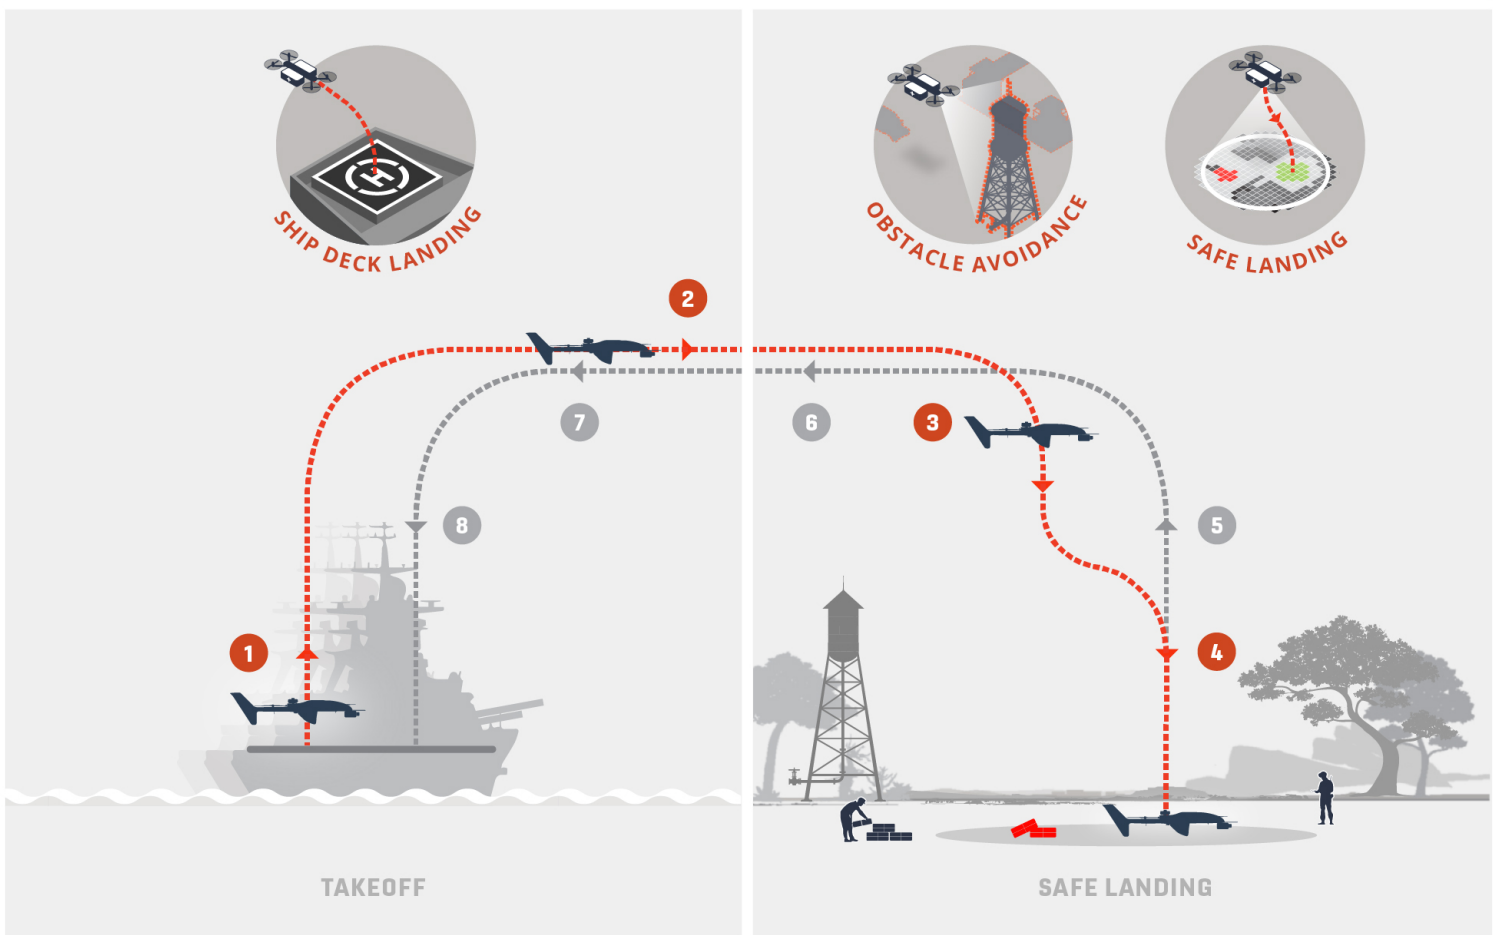 SHIP DECK LANDING
OBSTACLE AVOIDANCE
SAFE LANDING
H
2
7
6
3
8
5
1
4
TAKEOFF
SAFE LANDING